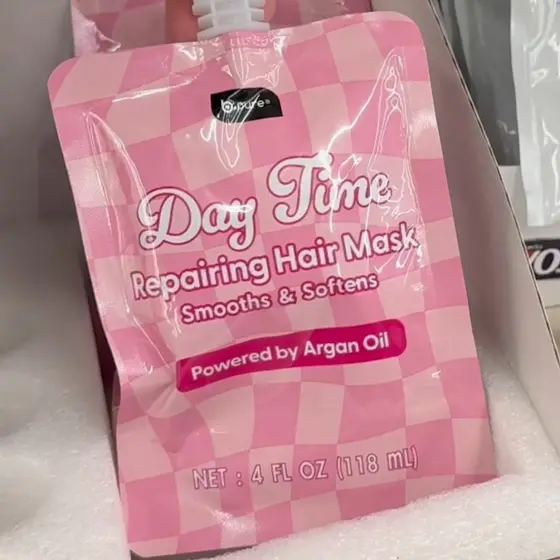 b.pure®
Day Time
Repairing Hair Mask
Smooths & Softens
Powered by Argan Oil
NET : 4 FL OZ (118 mL)